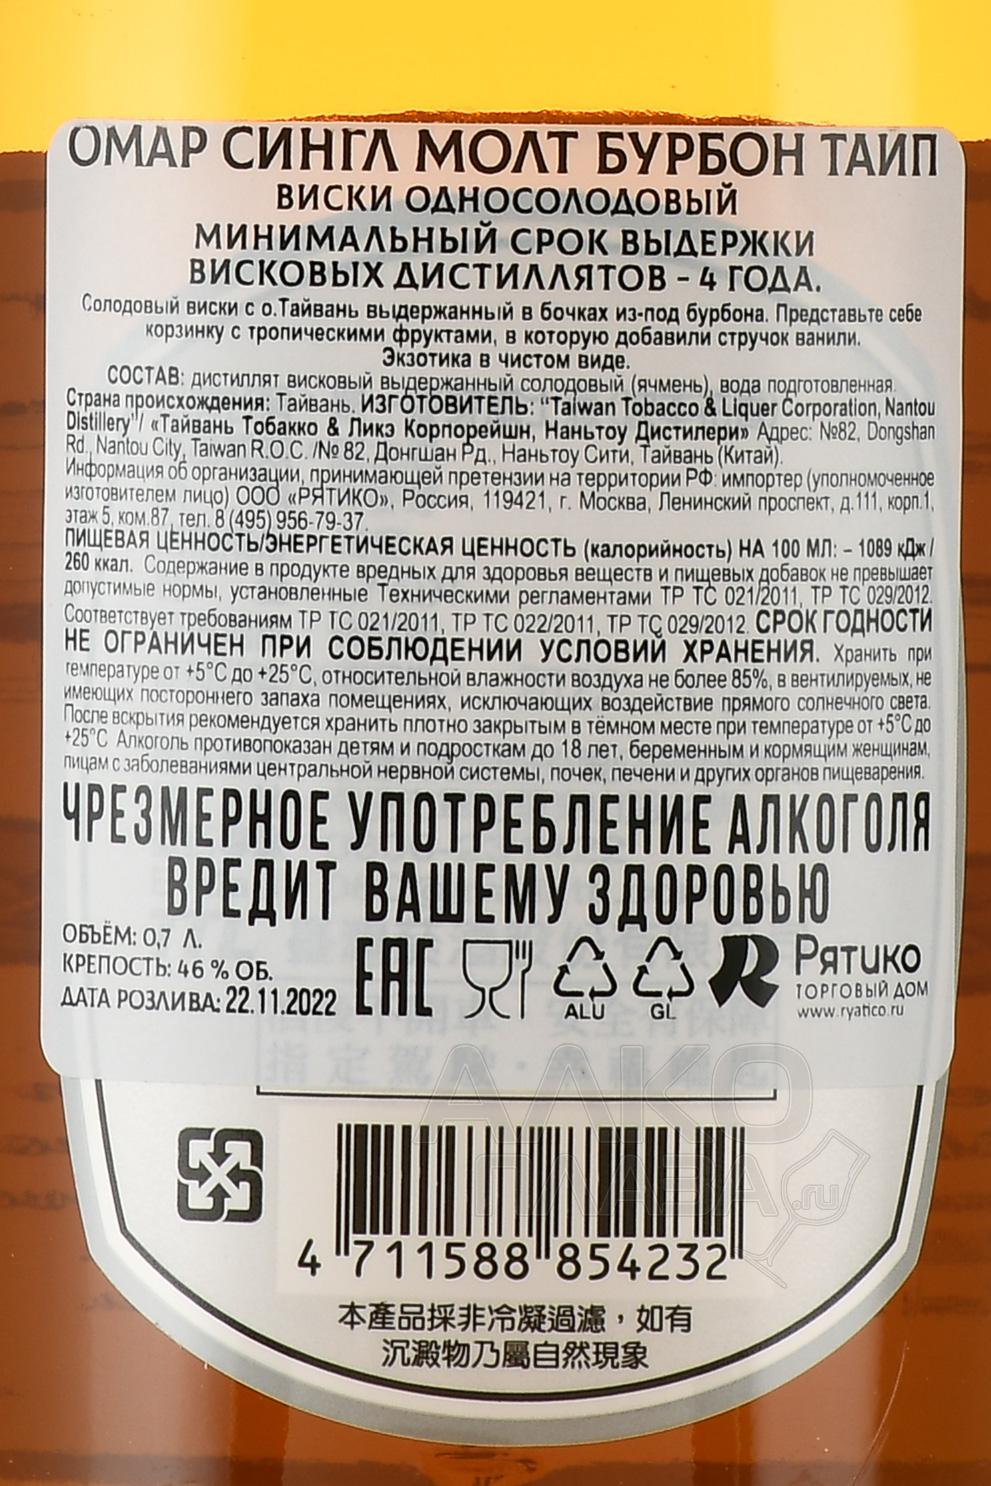 ОМАР СИНГЛ МОЛТ БУРБОН ТАИП
ВИСКИ ОДНОСОЛОДОВЫЙ
МИНИМАЛЬНЫЙ СРОК ВЫДЕРЖКИ
ВИСКОВЫХ ДИСТИЛЛЯТОВ - 4 ГОДА.
Солодовый виски с о.Тайвань выдержанный в бочках из-под бурбона. Представьте себе
корзинку с тропическими фруктами, в которую добавили стручок ванили.
Экзотика в чистом виде.
СОСТАВ: дистиллят висковый выдержанный солодовый (ячмень), вода подготовленная.
Страна происхождения: Тайвань. ИЗГОТОВИТЕЛЬ: "Taiwan Tobacco & Liquer Corporation, Nantou
Distillery"/ «Тайвань Тобакко & Ликэ Корпорейшн, Наньтоу Дистилери» Адрес: №82, Dongshan
Rd., Nantou City, Taiwan R.O.C. /№ 82, Донгшан Рд., Наньтоу Сити, Тайвань (Китай).
Информация об организации, принимающей претензии на территории РФ: импортер (уполномоченное
изготовителем лицо) ООО «РЯТИКО», Россия, 119421, г. Москва, Ленинский проспект, д.111, корп.1,
этаж 5, ком.87, тел. 8 (495) 956-79-37.
ПИЩЕВАЯ ЦЕННОСТЬ/ЭНЕРГЕТИЧЕСКАЯ ЦЕННОСТЬ (калорийность) НА 100 МЛ: – 1089 кДж /
260 ккал. Содержание в продукте вредных для здоровья веществ и пищевых добавок не превышает
допустимые нормы, установленные Техническими регламентами ТР ТС 021/2011, ТР ТС 029/2012.
Соответствует требованиям ТР ТС 021/2011, ТР ТС 022/2011, ТР ТС 029/2012. СРОК ГОДНОСТИ
НЕ ОГРАНИЧЕН ПРИ СОБЛЮДЕНИИ УСЛОВИЙ ХРАНЕНИЯ. Хранить при
температуре от +5°С до +25°С, относительной влажности воздуха не более 85%, в вентилируемых, не
имеющих постороннего запаха помещениях, исключающих воздействие прямого солнечного света.
После вскрытия рекомендуется хранить плотно закрытым в тёмном месте при температуре от +5°С до
+25°С Алкоголь противопоказан детям и подросткам до 18 лет, беременным и кормящим женщинам,
лицам с заболеваниями центральной нервной системы, почек, печени и других органов пищеварения.
ЧРЕЗМЕРНОЕ УПОТРЕБЛЕНИЕ АЛКОГОЛЯ
ВРЕДИТ ВАШЕМУ ЗДОРОВЬЮ
ОБЪЁМ: 0,7 Л.
КРЕПОСТЬ: 46 % ОБ.
ДАТА РОЗЛИВА: 22.11.2022
EAC
ALU
GL
Рятико
ТОРГОВЫЙ ДОМ
www.ryatico.ru
指定駕駛・幸福
АЛКО
ПЛАВА.ru
4 711588 854232
本產品採非冷凝過濾，如有
沉澱物乃屬自然現象